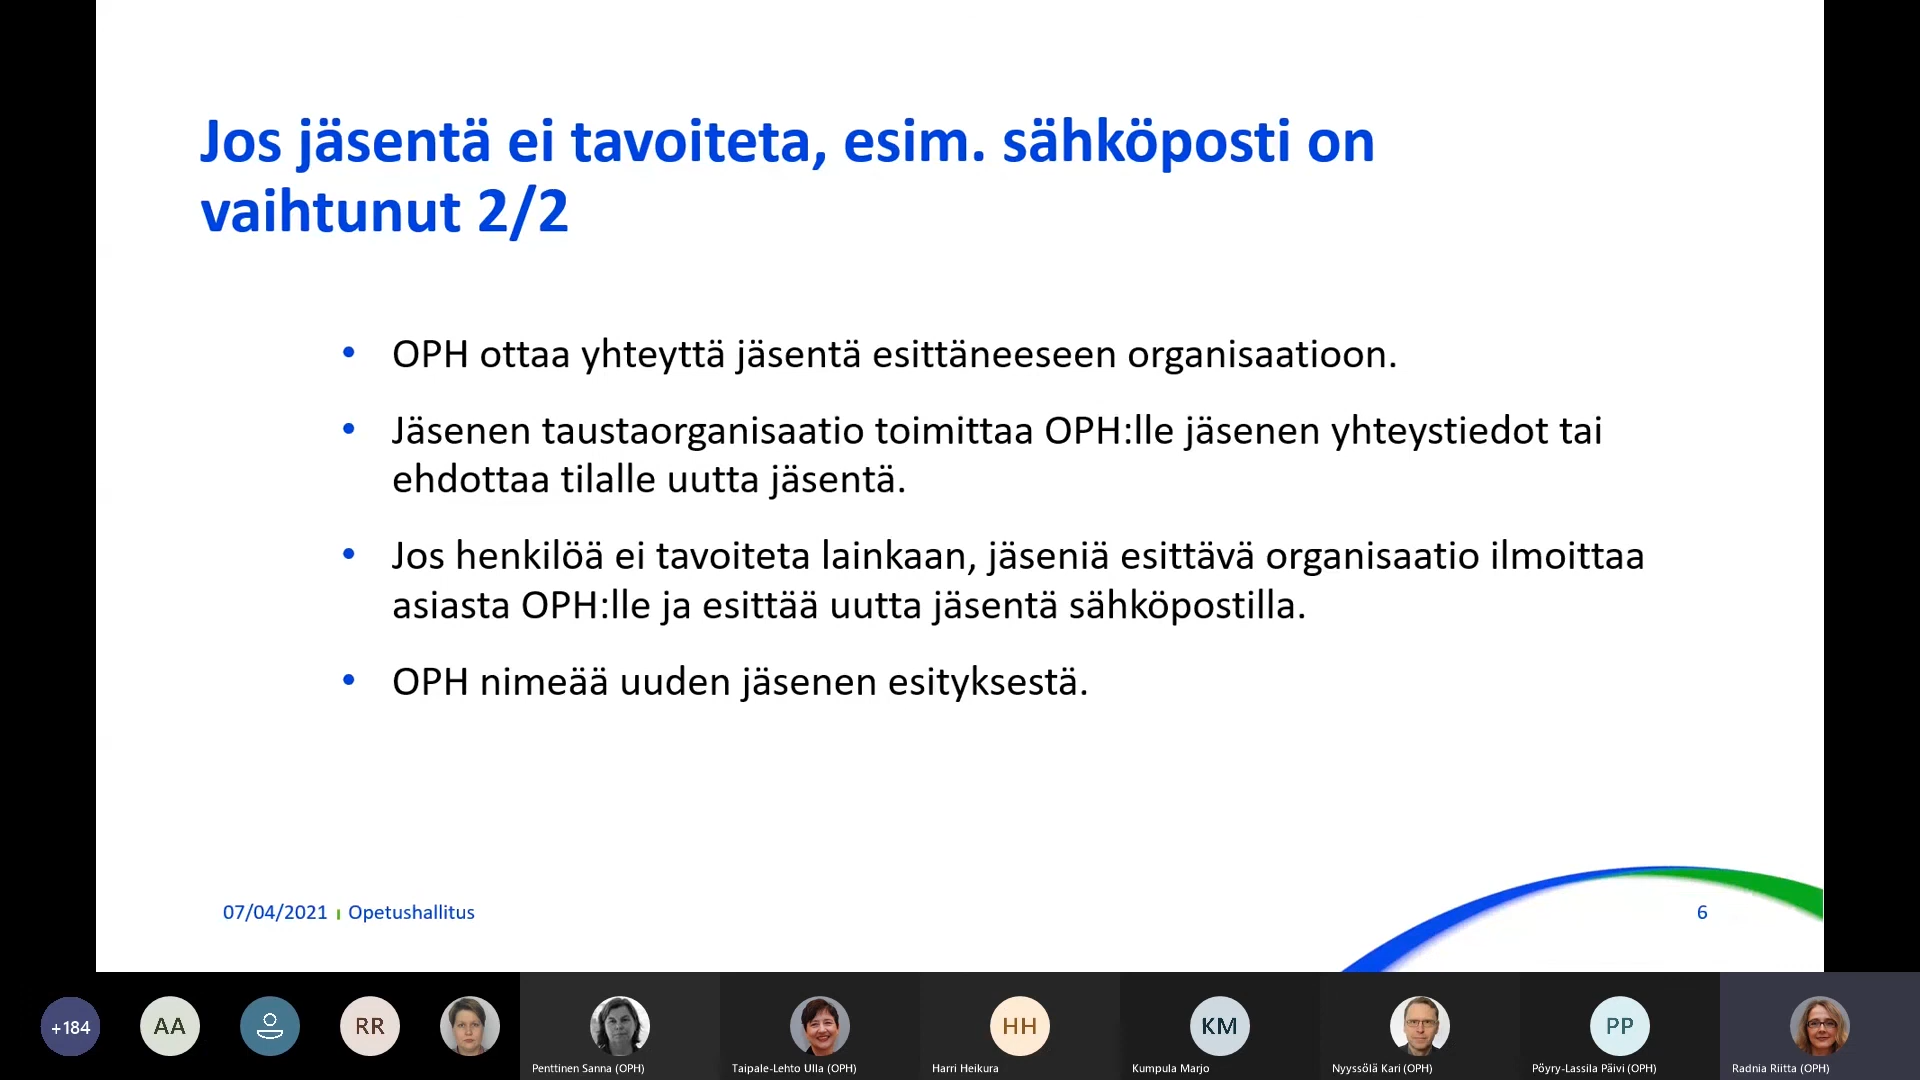 Jos jäsentä ei tavoiteta, esim. sähköposti on
vaihtunut 2/2
• OPH ottaa yhteyttä jäsentä esittäneeseen organisaatioon.
• Jäsenen taustaorganisaatio toimittaa OPH:lle jäsenen yhteystiedot tai
ehdottaa tilalle uutta jäsentä.
• Jos henkilöä ei tavoiteta lainkaan, jäseniä esittävä organisaatio ilmoittaa
asiasta OPH:lle ja esittää uutta jäsentä sähköpostilla.
• OPH nimeää uuden jäsenen esityksestä.
07/04/2021 Opetushallitus 6
+184 AA RR HH KM PP
Penttinen Sanna (OPH) Taipale-Lehto Ulla (OPH) Harri Heikura Kumpula Marjo Nyyssölä Kari (OPH) Pöyry-Lassila Päivi (OPH) Radnia Riitta (OPH)